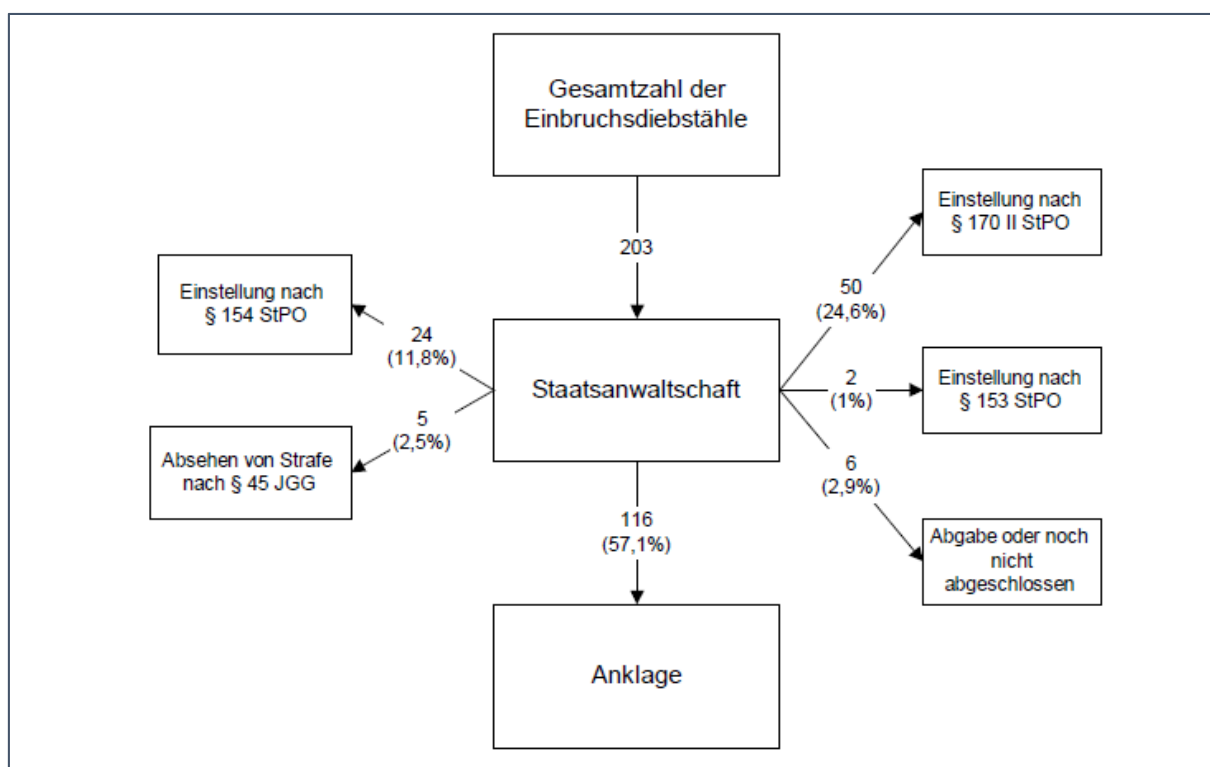 Gesamtzahl der
Einbruchsdiebstähle
203
Einstellung nach
§ 170 II StPO
50
(24,6%)
Einstellung nach
§ 154 StPO
24
(11,8%)
Staatsanwaltschaft
2
(1%)
Einstellung nach
§ 153 StPO
5
(2,5%)
Absehen von Strafe
nach § 45 JGG
6
(2,9%)
Abgabe oder noch
nicht
abgeschlossen
116
(57,1%)
Anklage